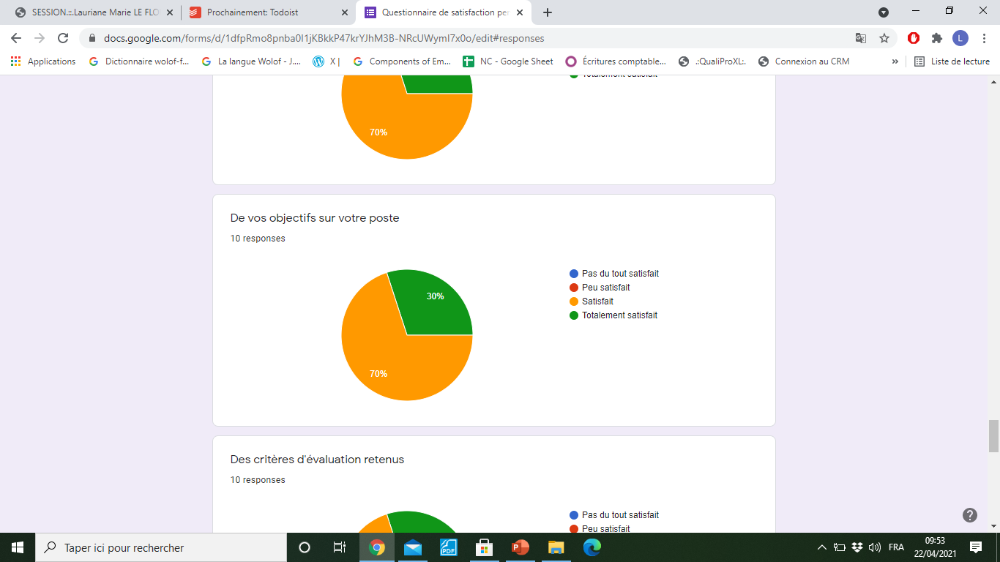 SESSION.::.Lauriane Marie LE FLO
Prochainement: Todoist
Questionnaire de satisfaction per
docs.google.com/forms/d/1dfpRmo8pnba0I1jKBkkP47krYJhM3B-NRcUWymI7x0o/edit#responses
L
Applications
Dictionnaire wolof-f...
La langue Wolof - J....
X |
Components of Em...
NC - Google Sheet
Écritures comptable...
.:QualiProXL:.
Connexion au CRM
»
Liste de lecture
Totalement satisfait
70%
De vos objectifs sur votre poste
10 responses
30%
70%
Pas du tout satisfait
Peu satisfait
Satisfait
Totalement satisfait
Des critères d'évaluation retenus
10 responses
Pas du tout satisfait
Peu satisfait
Taper ici pour rechercher
PDF
FRA
09:53
22/04/2021